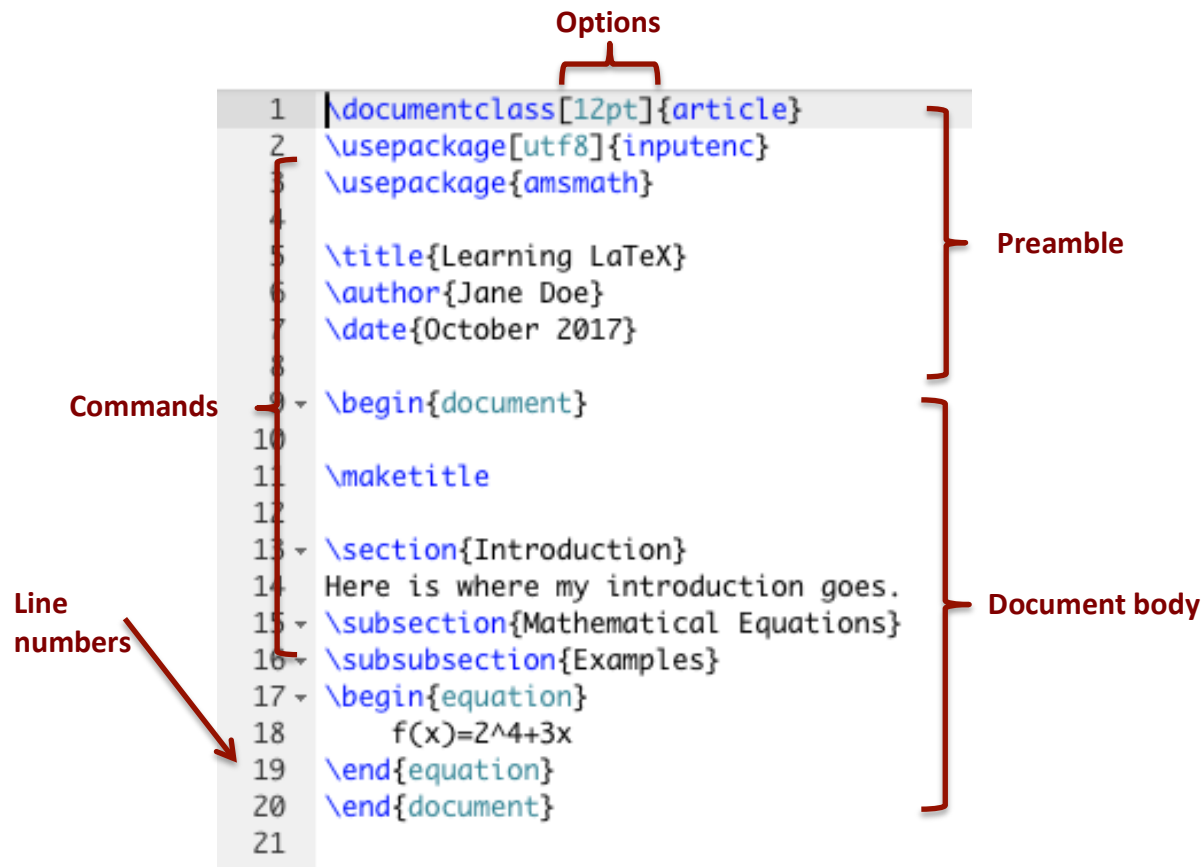 Options
1 \documentclass[12pt]{article}
2 \usepackage[utf8]{inputenc}
3 \usepackage{amsmath}
4
5 \title{Learning LaTeX}
Preamble
6 \author{Jane Doe}
7 \date{October 2017}
8
Commands
9 \begin{document}
10
11 \maketitle
12
13 \section{Introduction}
14 Here is where my introduction goes.
Line
numbers
Document body
15 \subsection{Mathematical Equations}
16 \subsubsection{Examples}
17 \begin{equation}
18 f(x)=2^4+3x
19 \end{equation}
20 \end{document}
21